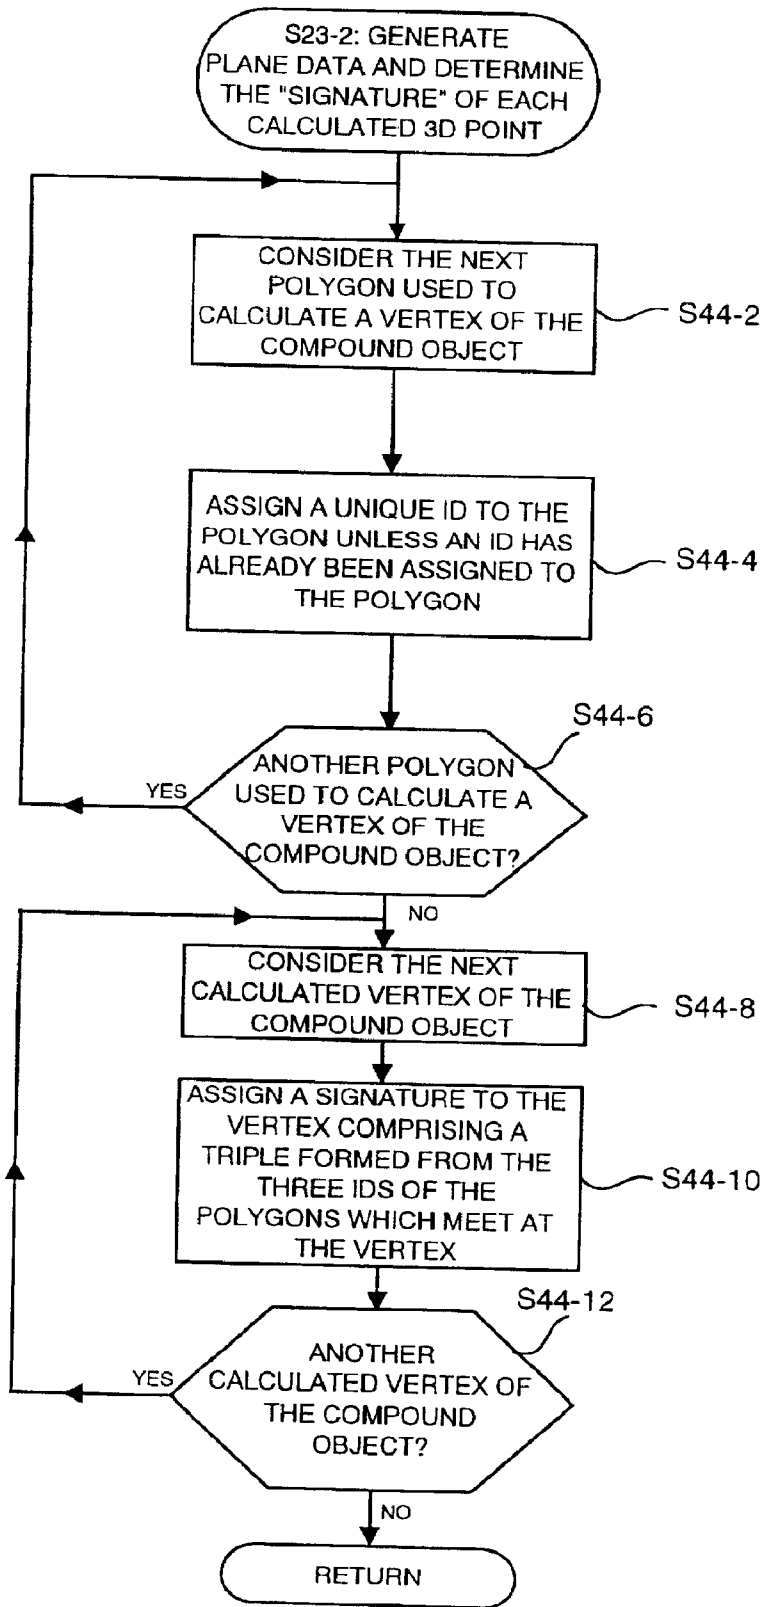 S23-2: GENERATE
PLANE DATA AND DETERMINE
THE "SIGNATURE" OF EACH
CALCULATED 3D POINT
CONSIDER THE NEXT
POLYGON USED TO
CALCULATE A VERTEX OF THE
COMPOUND OBJECT
S44-2
ASSIGN A UNIQUE ID TO THE
POLYGON UNLESS AN ID HAS
ALREADY BEEN ASSIGNED TO
THE POLYGON
S44-4
S44-6
ANOTHER POLYGON
USED TO CALCULATE A
VERTEX OF THE
COMPOUND OBJECT?
YES
NO
CONSIDER THE NEXT
CALCULATED VERTEX OF THE
COMPOUND OBJECT
S44-8
ASSIGN A SIGNATURE TO THE
VERTEX COMPRISING A
TRIPLE FORMED FROM THE
THREE IDS OF THE
POLYGONS WHICH MEET AT
THE VERTEX
S44-10
S44-12
ANOTHER
CALCULATED VERTEX OF
THE COMPOUND
OBJECT?
YES
NO
RETURN